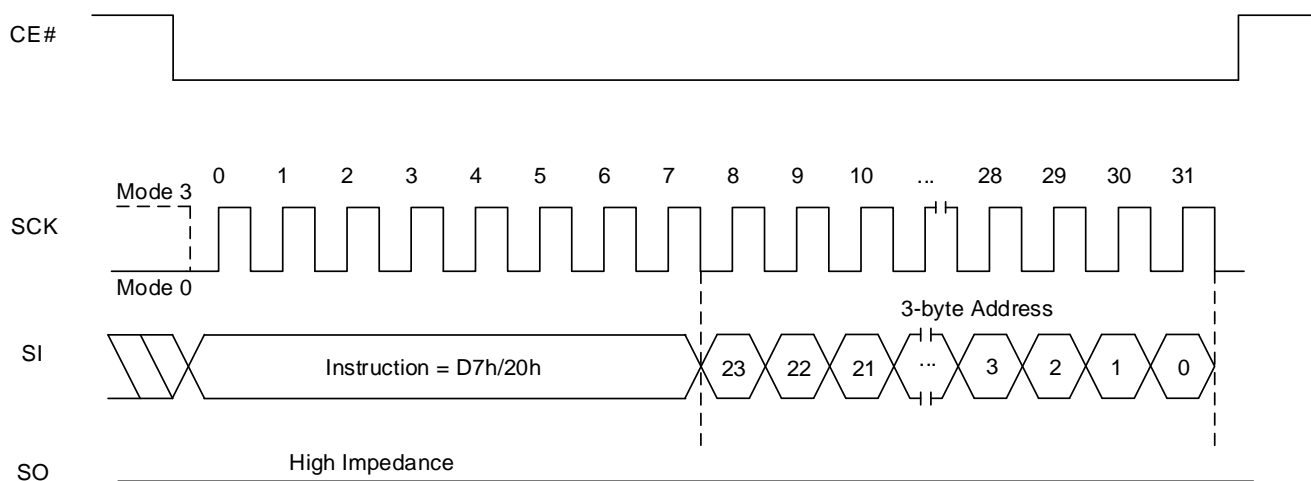 CE#
0 1 2 3 4 5 6 7 8 9 10 ... 28 29 30 31
Mode 3
SCK
Mode 0
3-byte Address
SI
Instruction = D7h/20h
23 22 21 ... 3 2 1 0
High Impedance
SO